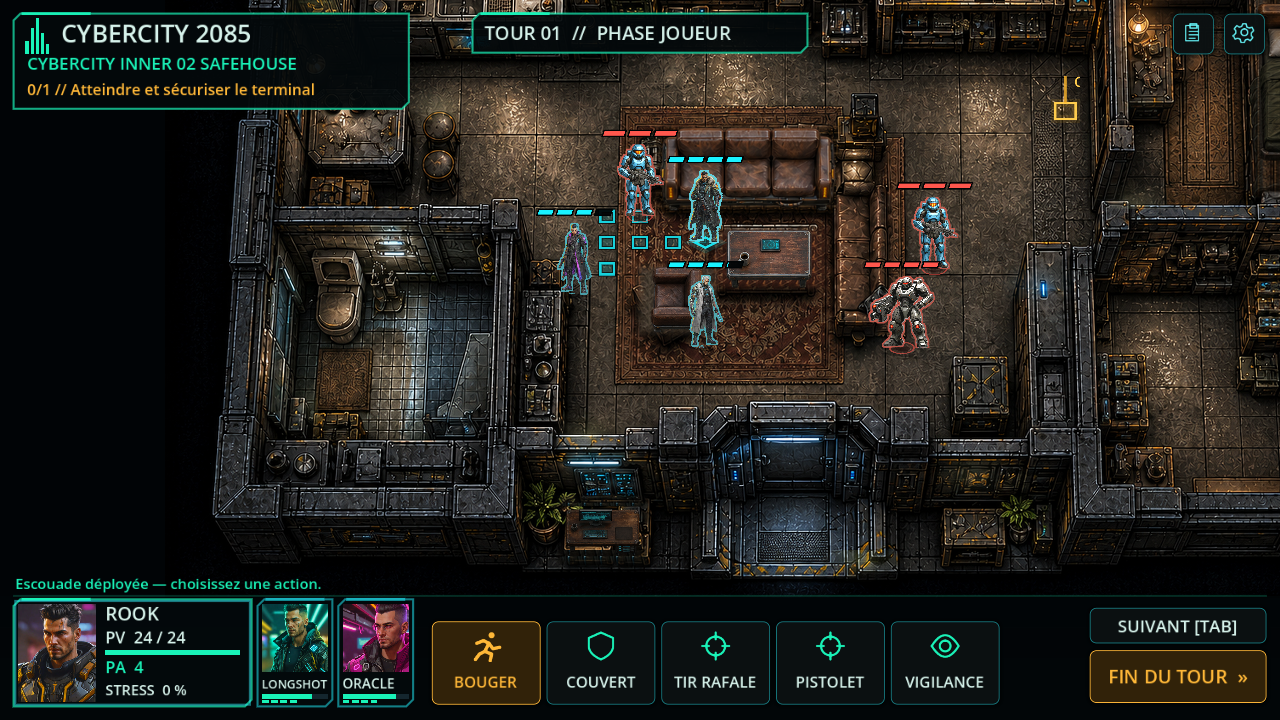 CYBERCITY 2085
CYBERCITY INNER 02 SAFEHOUSE
0/1 // Atteindre et sécuriser le terminal
TOUR 01 // PHASE JOUEUR
Escouade déployée — choisissez une action.
ROOK
PV 24 / 24
PA 4
STRESS 0 %
LONGSHOT
ORACLE
BOUGER
COUVERT
TIR RAFALE
PISTOLET
VIGILANCE
SUIVANT [TAB]
FIN DU TOUR »